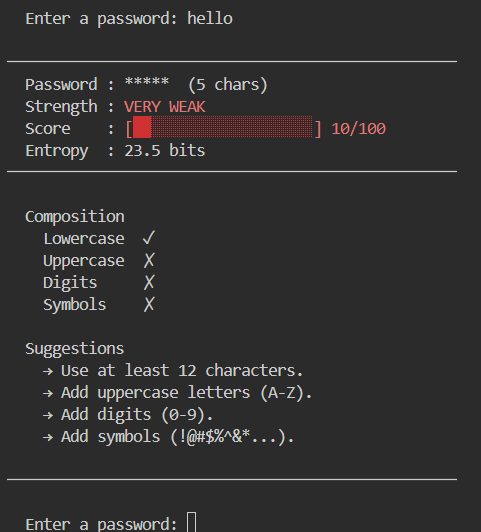 Enter a password: hello
Password : ***** (5 chars)
Strength : VERY WEAK
Score : [██░░░░░░░░░░░░░░░░░░] 10/100
Entropy : 23.5 bits
Composition
Lowercase ✓
Uppercase ✗
Digits ✗
Symbols ✗
Suggestions
→ Use at least 12 characters.
→ Add uppercase letters (A-Z).
→ Add digits (0-9).
→ Add symbols (!@#$%^&*...).
Enter a password: